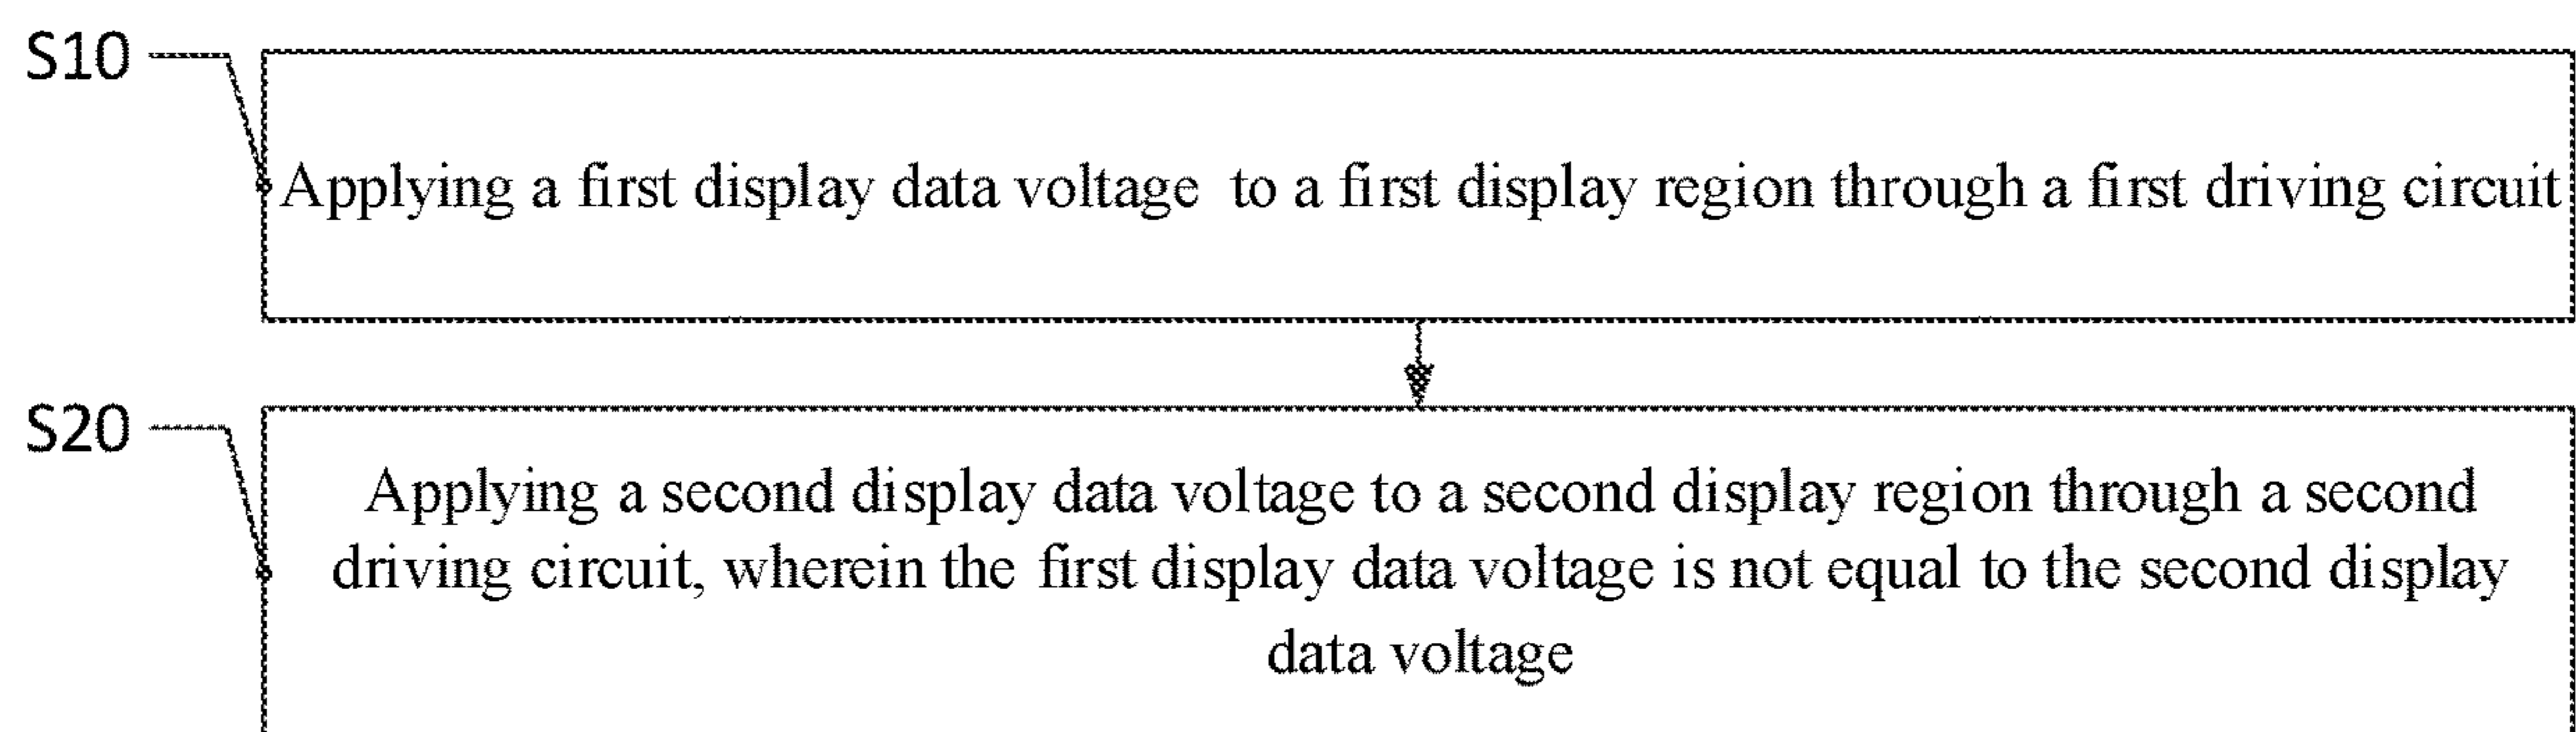 S10
Applying a first display data voltage to a first display region through a first driving circuit
S20
Applying a second display data voltage to a second display region through a second
driving circuit, wherein the first display data voltage is not equal to the second display
data voltage